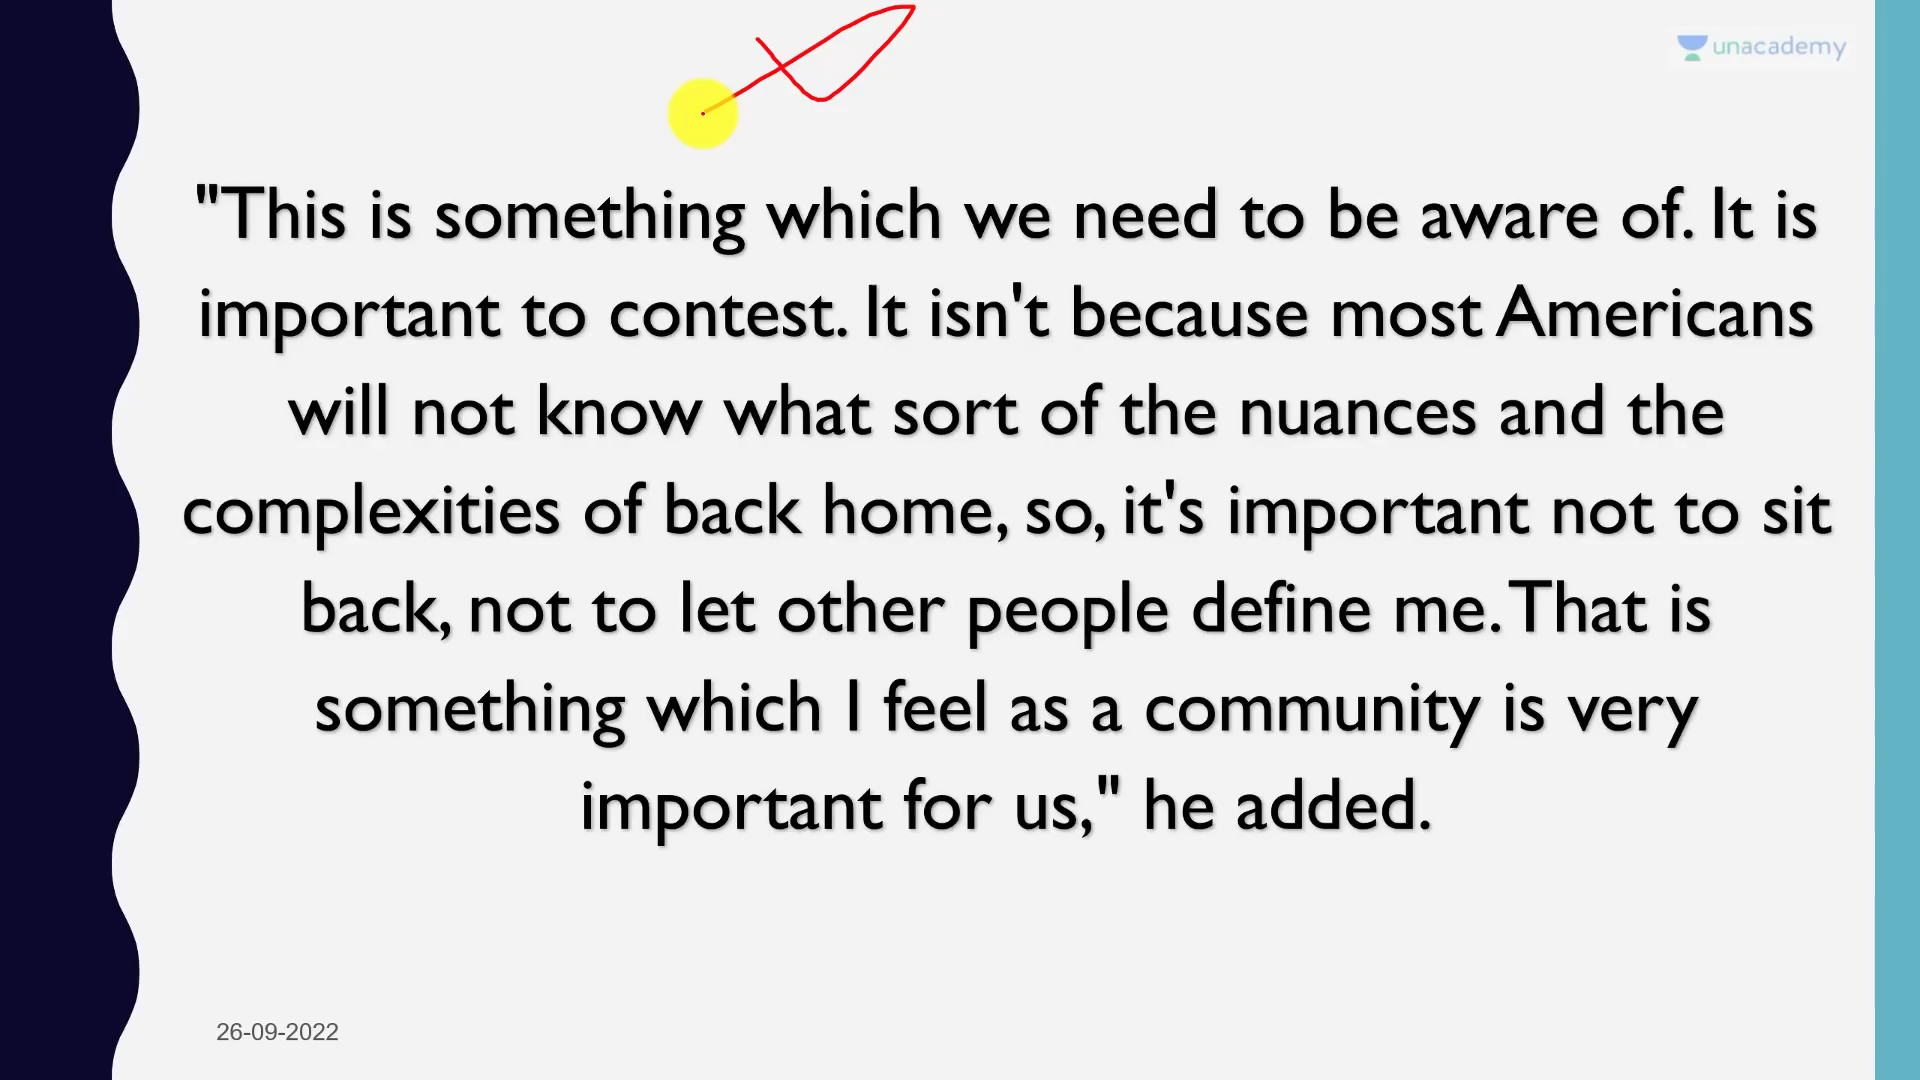 unacademy
"This is something which we need to be aware of. It is
important to contest. It isn't because most Americans
will not know what sort of the nuances and the
complexities of back home, so, it's important not to sit
back, not to let other people define me. That is
something which I feel as a community is very
important for us," he added.
26-09-2022